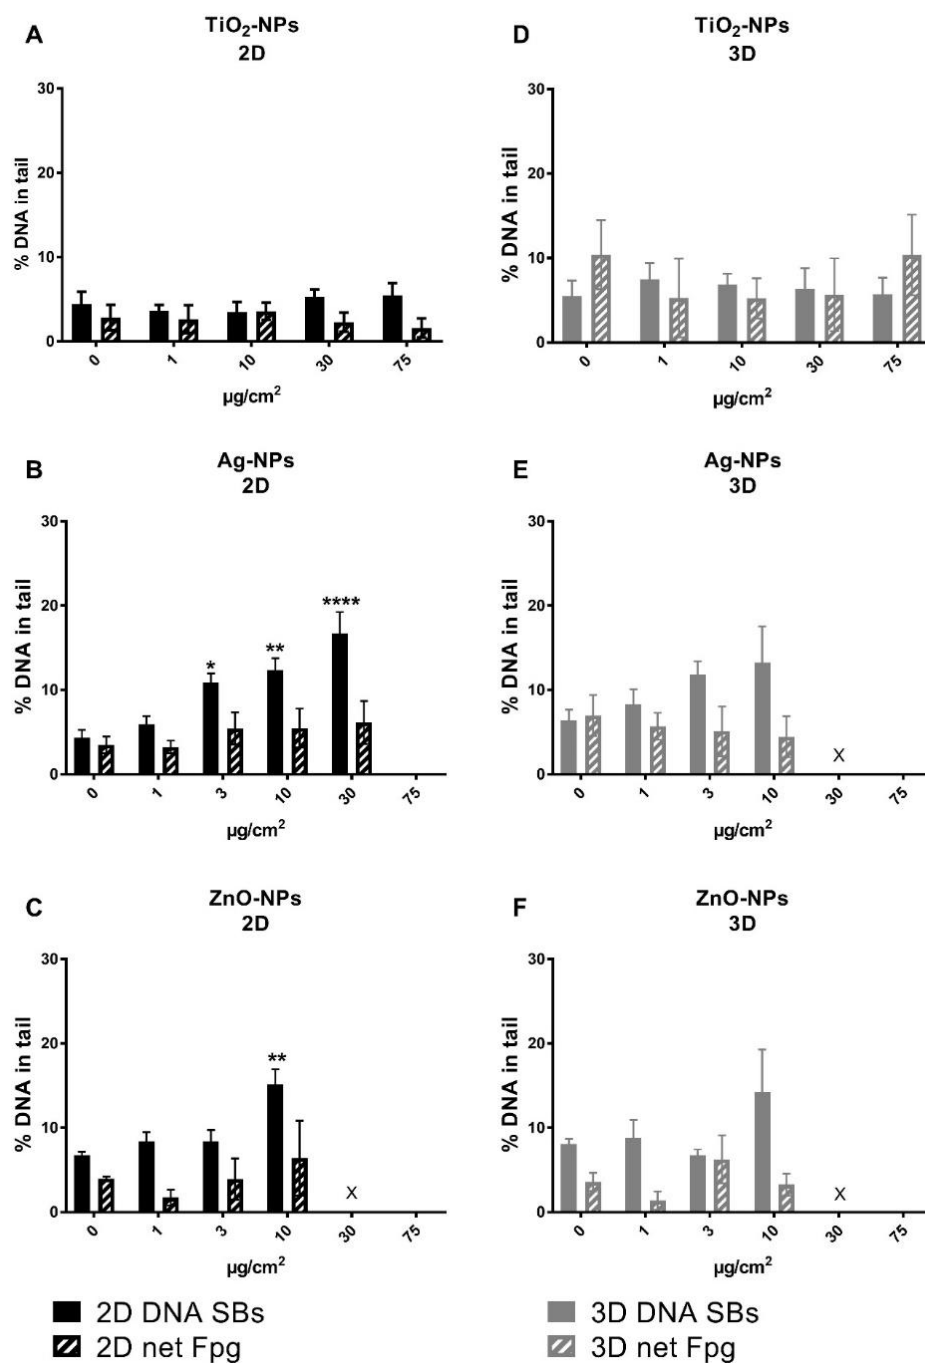 A
TiO2-NPs
2D
% DNA in tail
30
20
10
0
0 1 10 30 75
µg/cm2
D
TiO2-NPs
3D
% DNA in tail
30
20
10
0
0 1 10 30 75
µg/cm2
B
Ag-NPs
2D
% DNA in tail
30
20
10
0
* ** ****
0 1 3 10 30 75
µg/cm2
E
Ag-NPs
3D
% DNA in tail
30
20
10
0
X
0 1 3 10 30 75
µg/cm2
C
ZnO-NPs
2D
% DNA in tail
30
20
10
0
**
X
0 1 3 10 30 75
µg/cm2
F
ZnO-NPs
3D
% DNA in tail
30
20
10
0
X
0 1 3 10 30 75
µg/cm2
2D DNA SBs
2D net Fpg
3D DNA SBs
3D net Fpg